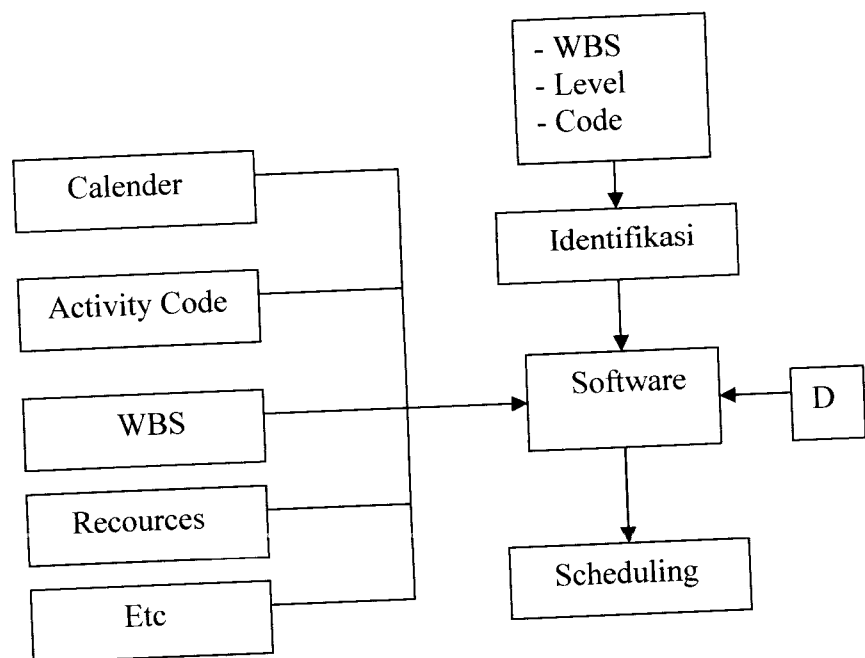 - WBS
- Level
- Code
Calender
Identifikasi
Activity Code
Software
D
WBS
Recources
Scheduling
Etc